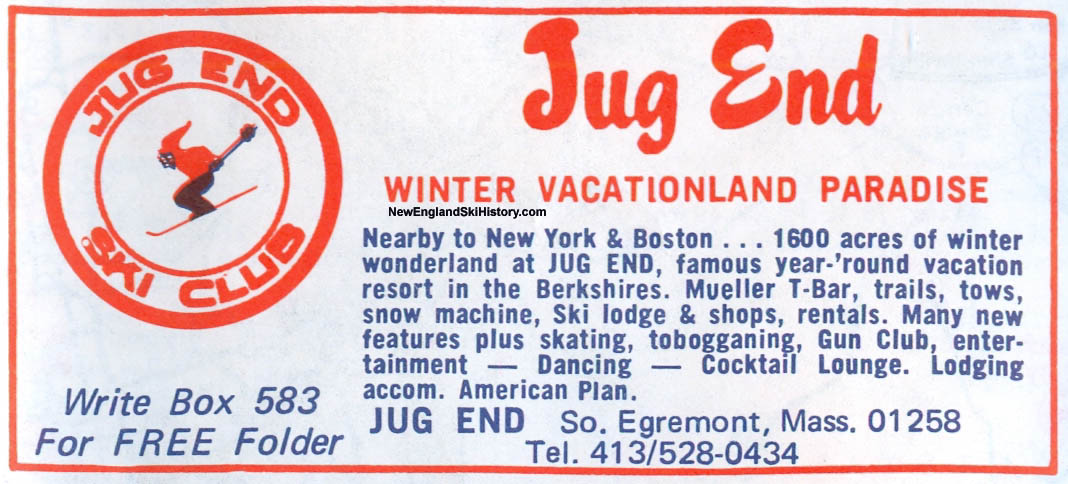 JUG END
SKI CLUB
Write Box 583
For FREE Folder
Jug End
WINTER VACATIONLAND PARADISE
NewEnglandSkiHistory.com
Nearby to New York & Boston . . . 1600 acres of winter
wonderland at JUG END, famous year-'round vacation
resort in the Berkshires. Mueller T-Bar, trails, tows,
snow machine, Ski lodge & shops, rentals. Many new
features plus skating, tobogganing, Gun Club, enter-
tainment — Dancing — Cocktail Lounge. Lodging
accom. American Plan.
JUG END So. Egremont, Mass. 01258
Tel. 413/528-0434